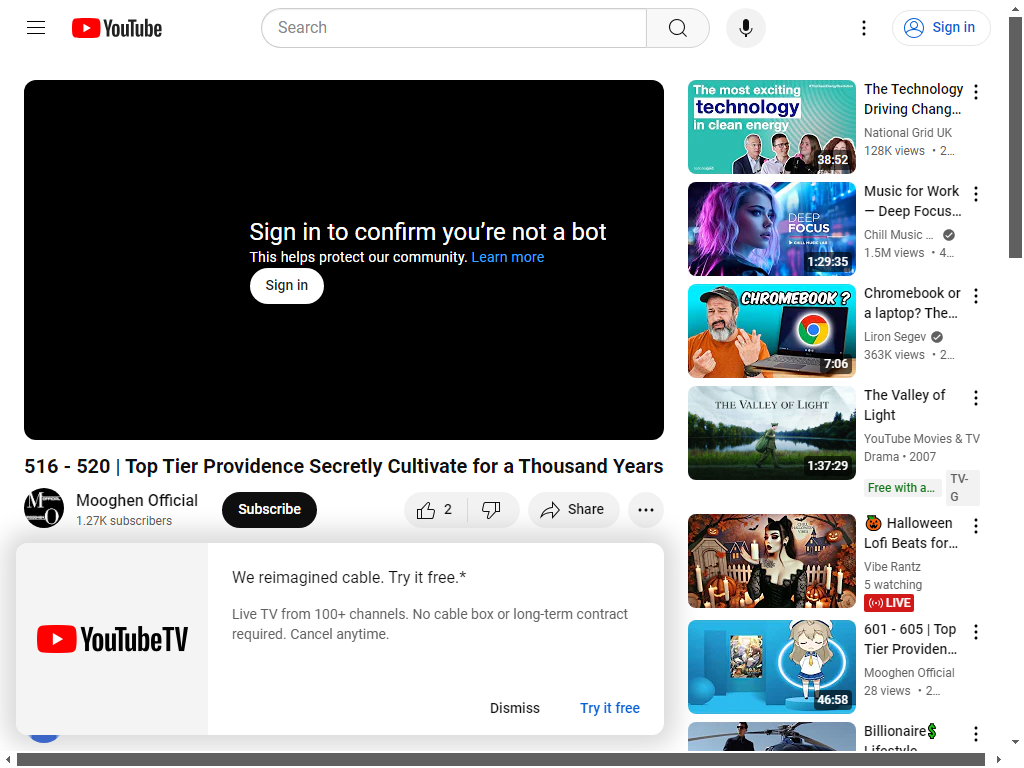 YouTube
Search
Sign in
Sign in to confirm you’re not a bot
This helps protect our community. Learn more
Sign in
516 - 520 | Top Tier Providence Secretly Cultivate for a Thousand Years
Mooghen Official
1.27K subscribers
Subscribe
2
Share
We reimagined cable. Try it free.*
Live TV from 100+ channels. No cable box or long-term contract
required. Cancel anytime.
YouTubeTV
Dismiss
Try it free
The most exciting
technology
in clean energy
38:52
The Technology
Driving Chang...
National Grid UK
128K views • 2...
DEEP
FOCUS
CHILL MUSIC LAB
1:29:35
Music for Work
— Deep Focus...
Chill Music ...
1.5M views • 4...
CHROMEBOOK ?
7:06
Chromebook or
a laptop? The...
Liron Segev
363K views • 2...
THE VALLEY OF LIGHT
1:37:29
The Valley of
Light
YouTube Movies & TV
Drama • 2007
Free with a...
TV-
G
🎃 Halloween
Lofi Beats for...
Vibe Rantz
5 watching
LIVE
46:58
601 - 605 | Top
Tier Providen...
Mooghen Official
28 views • 2...
Billionaire💲
Lifestyle